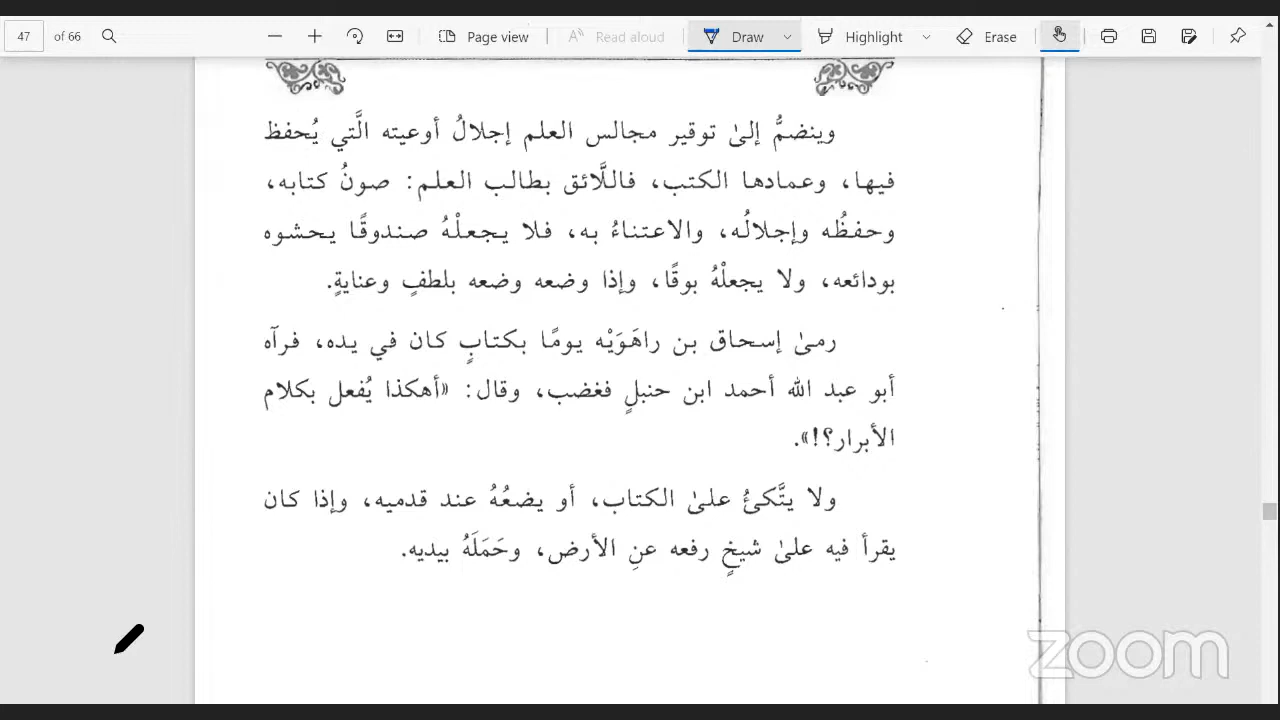 47 of 66 Page view Read aloud Draw Highlight Erase
وينضمُّ إلىٰ توقير مجالس العلم إجلالُ أوعيته الَّتي يُحفظ
فيها، وعمادها الكتب، فاللَّائق بطالب العلم: صونُ كتابه،
وحفظُه وإجلالُه، والاعتناءُ به، فلا يجعلْهُ صندوقًا يحشوه
بودائعه، ولا يجعلْهُ بوقًا، وإذا وضعه وضعه بلطفٍ وعنايةٍ.
رمىٰ إسحاق بن راهَوَيْه يومًا بكتابٍ كان في يده، فرآه
أبو عبد الله أحمد ابن حنبلٍ فغضب، وقال: «أهكذا يُفعل بكلام
الأبرار؟!».
ولا يتَّكئُ علىٰ الكتاب، أو يضعُهُ عند قدميه، وإذا كان
يقرأ فيه علىٰ شيخٍ رفعه عنِ الأرض، وحَمَلَهُ بيديه.
zoom